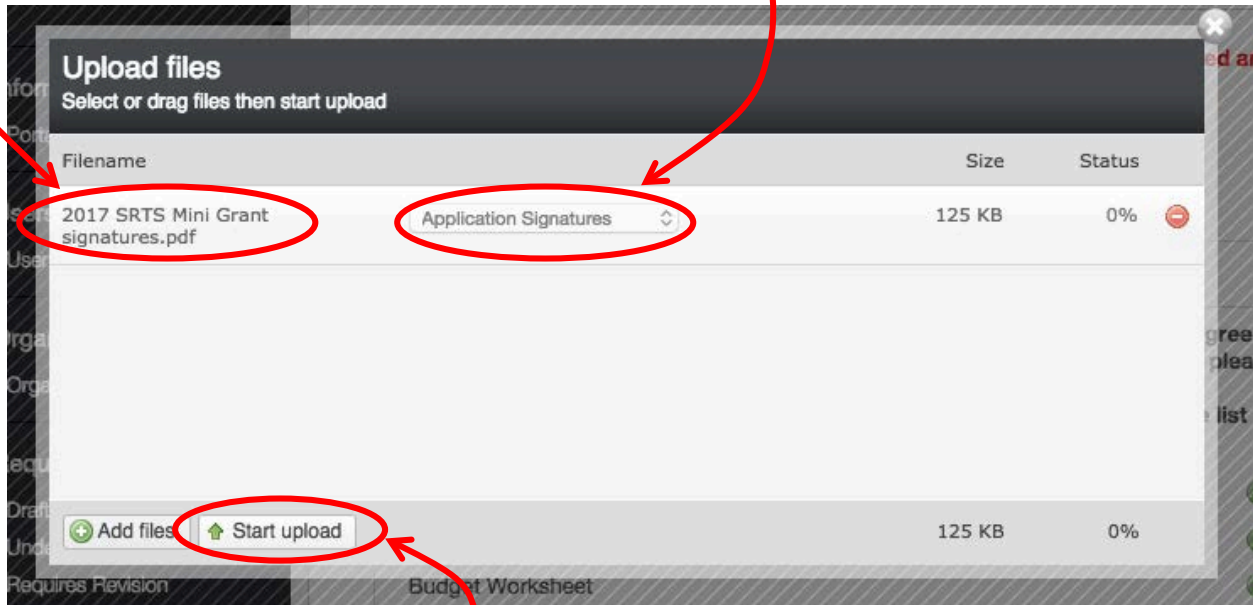 Upload files
Select or drag files then start upload
Filename Size Status
2017 SRTS Mini Grant
signatures.pdf
Application Signatures 125 KB 0%
Add files Start upload 125 KB 0%
Requires Revision Budget Worksheet
list